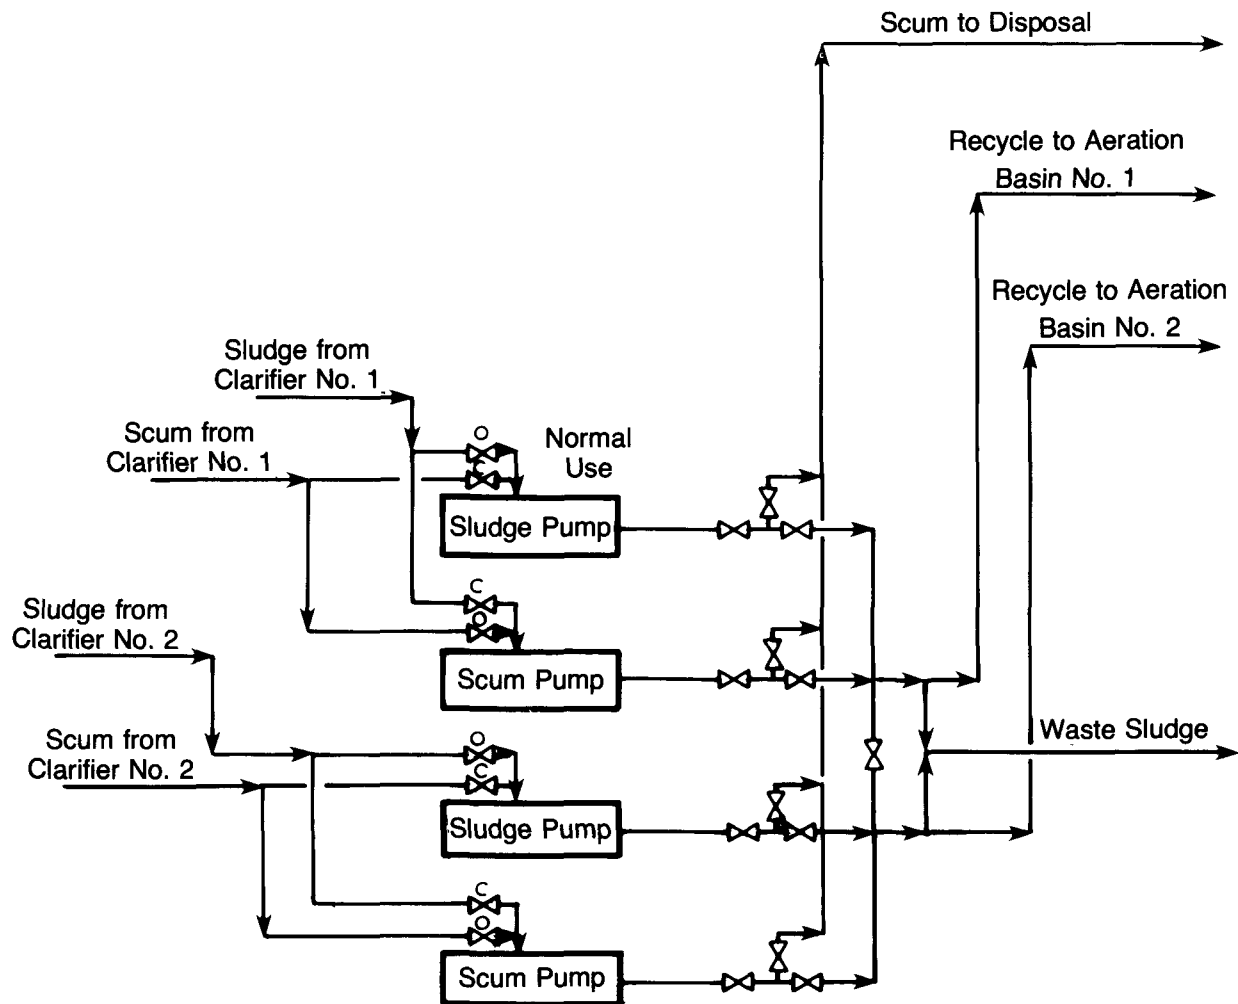 Scum to Disposal
Recycle to Aeration
Basin No. 1
Recycle to Aeration
Basin No. 2
Sludge from
Clarifier No. 1
Scum from
Clarifier No. 1
O
C
Normal
Use
Sludge Pump
C
O
Scum Pump
Sludge from
Clarifier No. 2
Scum from
Clarifier No. 2
O
C
Sludge Pump
Waste Sludge
C
O
Scum Pump